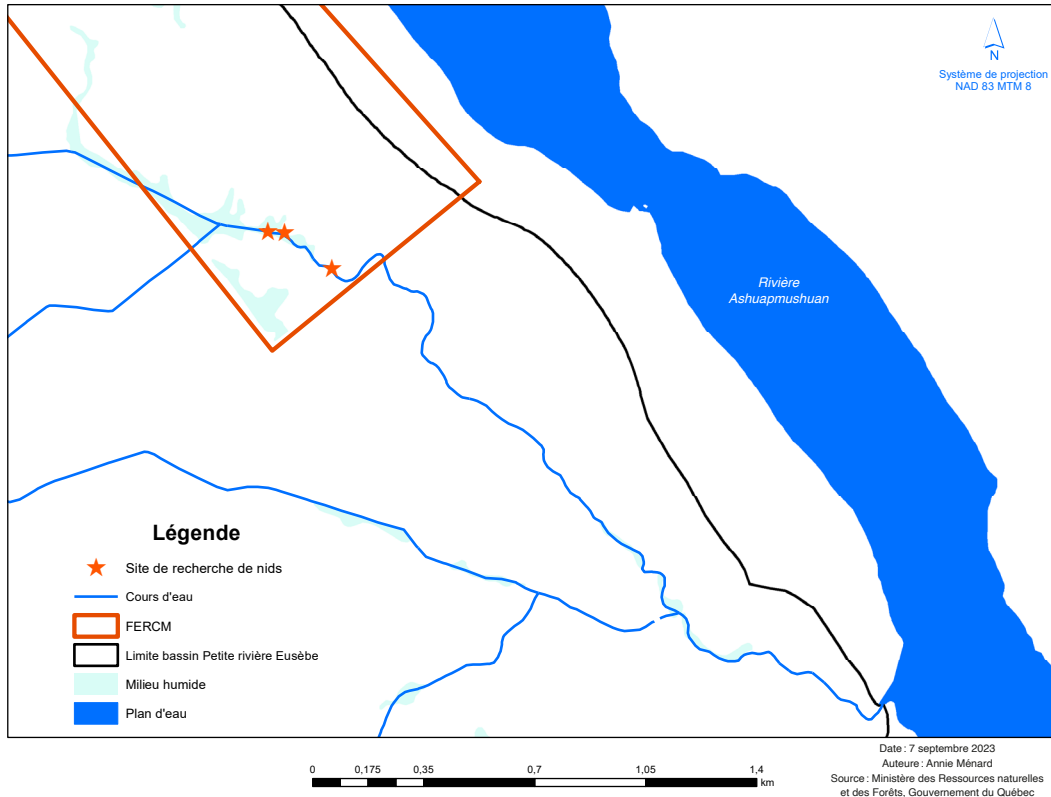 N
Système de projection
NAD 83 MTM 8
Rivière
Ashuapmushuan
Légende
Site de recherche de nids
Cours d'eau
FERCM
Limite bassin Petite rivière Eusèbe
Milieu humide
Plan d'eau
0 0,175 0,35 0,7 1,05 1,4
km
Date : 7 septembre 2023
Auteure : Annie Ménard
Source : Ministère des Ressources naturelles
et des Forêts, Gouvernement du Québec